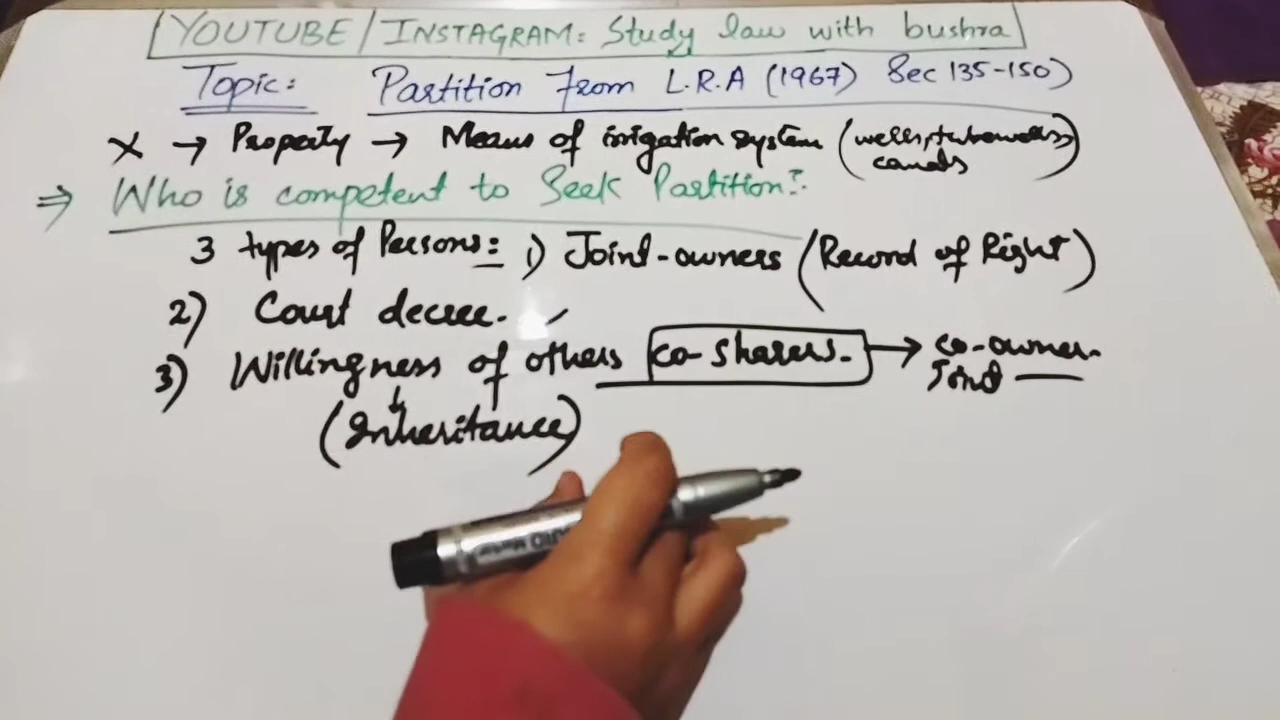 YOUTUBE/INSTAGRAM: Study law with bushra
Topic: Partition From L.R.A (1967) Sec 135-150)
X → Property → Means of irrigation system (wells, tubewells, canals)
⇒ Who is competent to Seek Partition?
3 types of Persons: 1) Joint-owners (Record of Right)
2) Court decree.
3) Willingness of others co-sharers. → co-owner. Joint
(Inheritance)